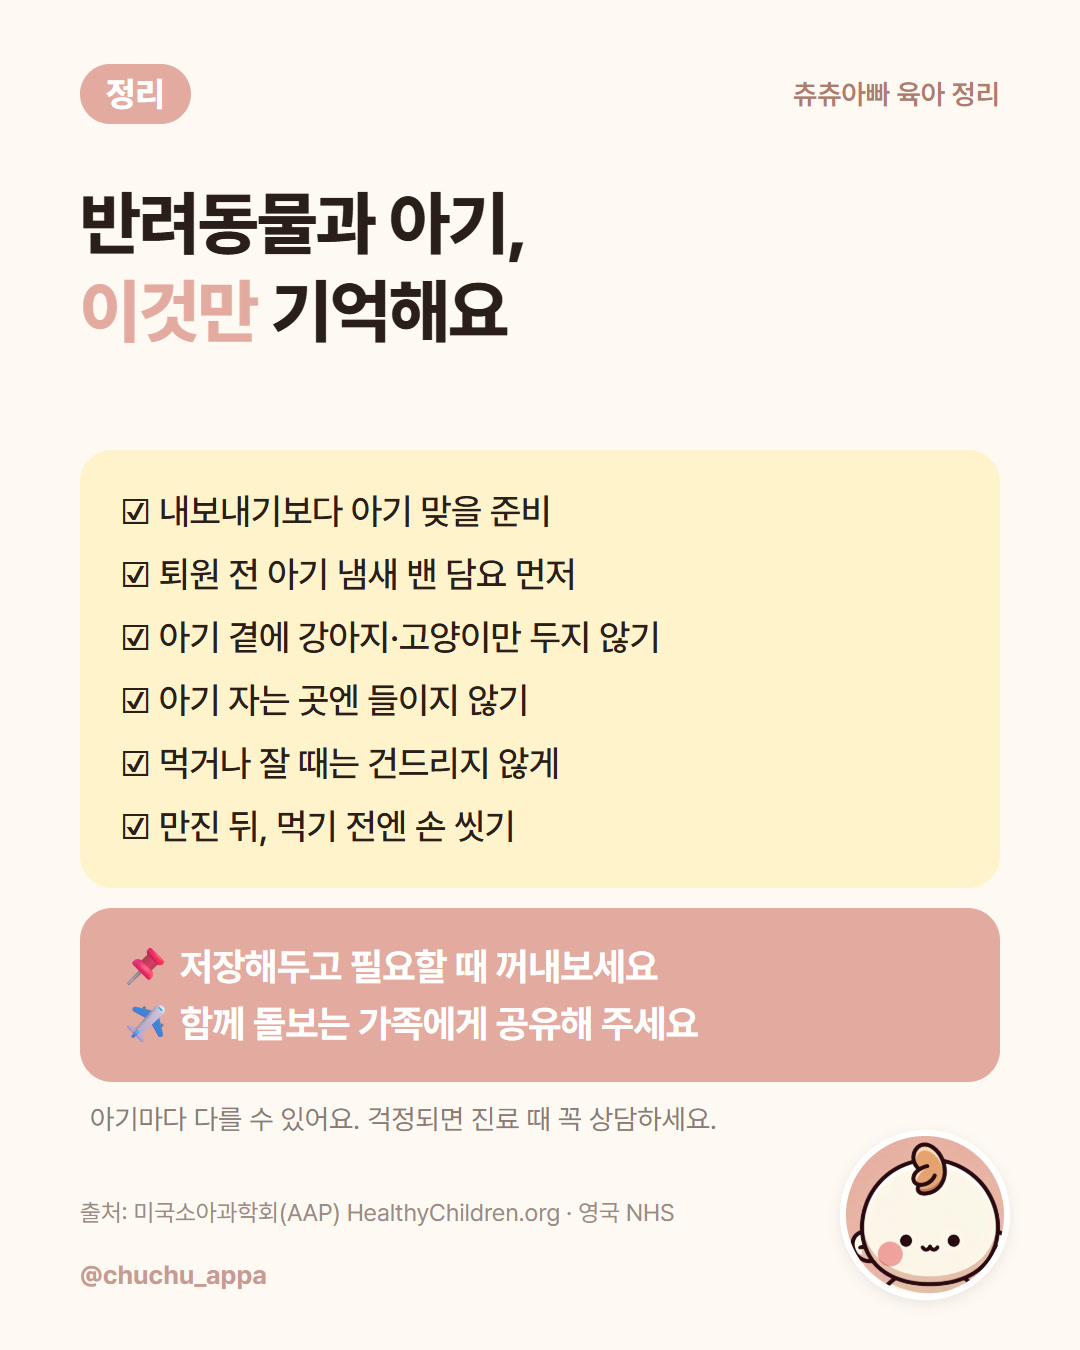 정리
츄츄아빠 육아 정리
반려동물과 아기,
이것만 기억해요
☑ 내보내기보다 아기 맞을 준비
☑ 퇴원 전 아기 냄새 밴 담요 먼저
☑ 아기 곁에 강아지·고양이만 두지 않기
☑ 아기 자는 곳엔 들이지 않기
☑ 먹거나 잘 때는 건드리지 않게
☑ 만진 뒤, 먹기 전엔 손 씻기
📌 저장해두고 필요할 때 꺼내보세요
✈️ 함께 돌보는 가족에게 공유해 주세요
아기마다 다를 수 있어요. 걱정되면 진료 때 꼭 상담하세요.
출처: 미국소아과학회(AAP) HealthyChildren.org · 영국 NHS
@chuchu_appa